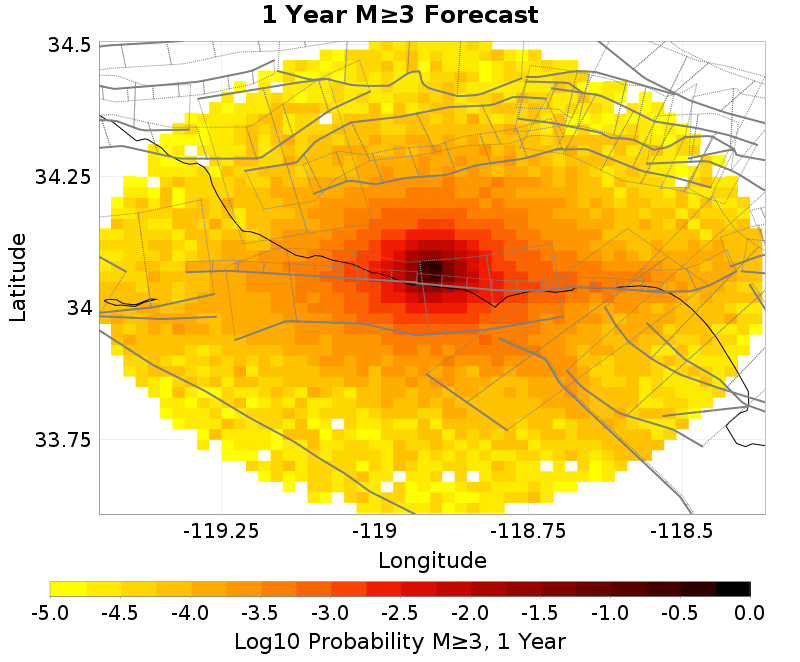 1 Year M≥3 Forecast
34.5
34.25
34
33.75
Latitude
-119.25 -119 -118.75 -118.5
Longitude
-5.0 -4.5 -4.0 -3.5 -3.0 -2.5 -2.0 -1.5 -1.0 -0.5 0.0
Log10 Probability M≥3, 1 Year